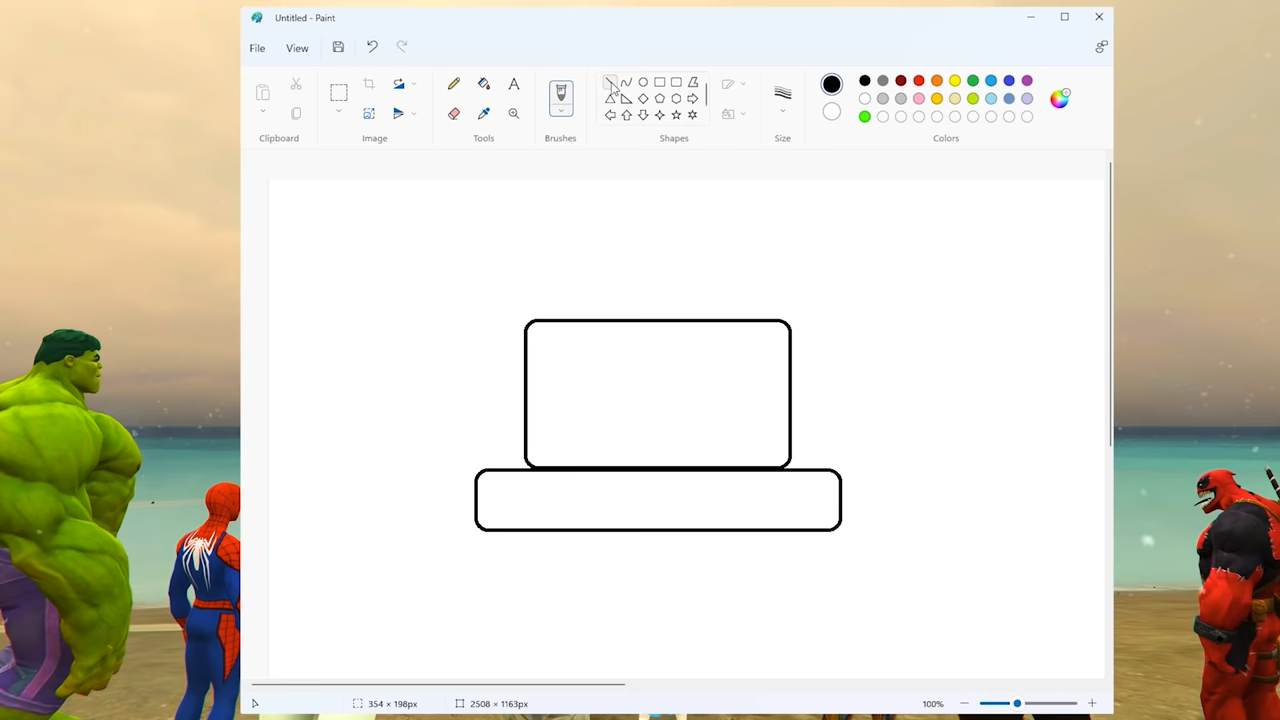 Untitled - Paint
File View
Clipboard Image Tools Brushes Shapes Size Colors
354 × 198px 2508 × 1163px 100%